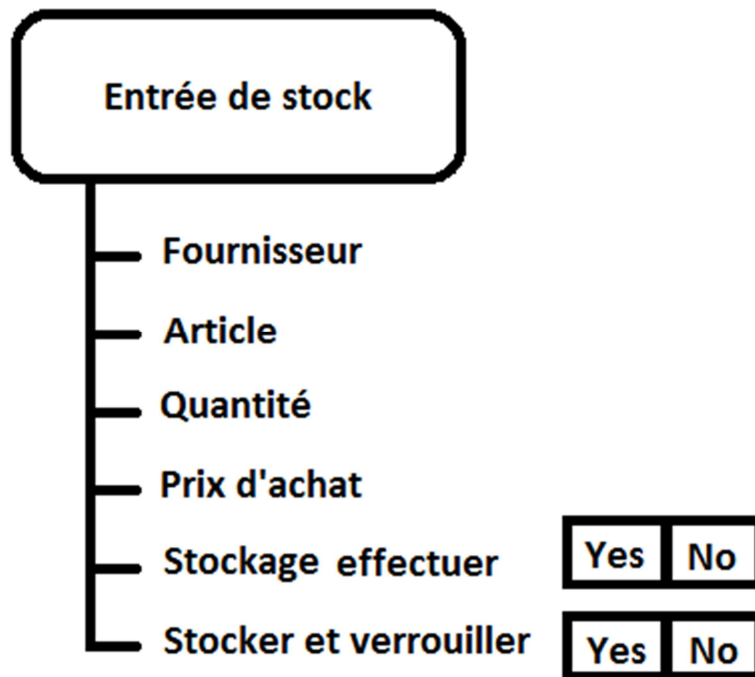 Entrée de stock
Fournisseur
Article
Quantité
Prix d'achat
Stockage effectuer Yes No
Stocker et verrouiller Yes No